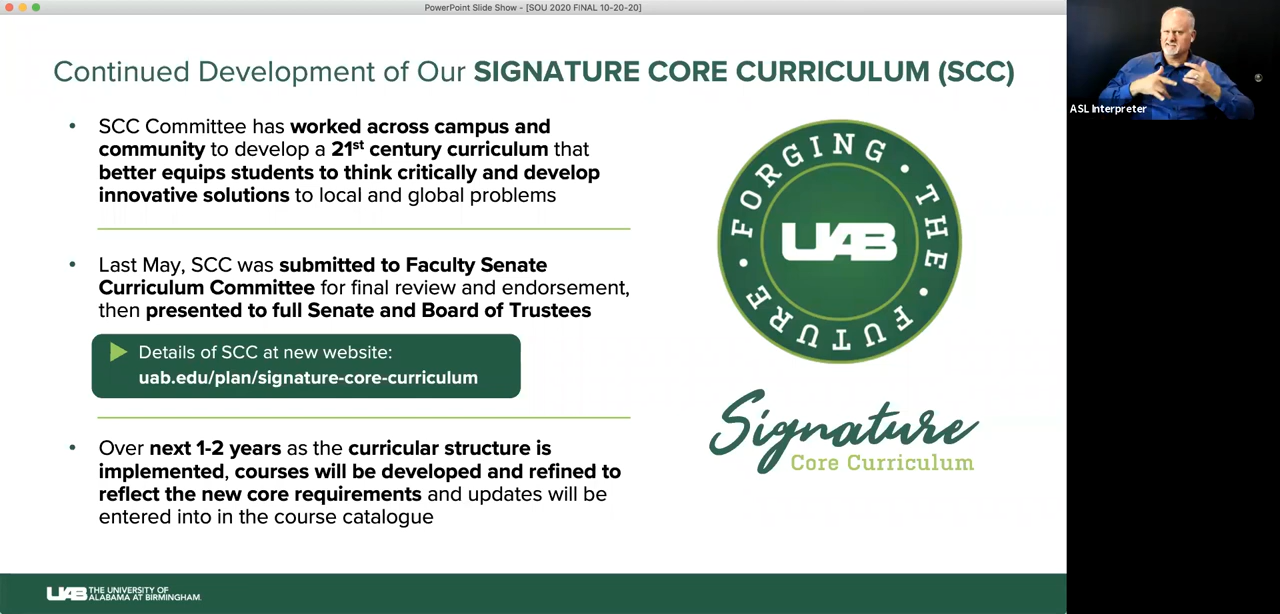 PowerPoint Slide Show - [SOU 2020 FINAL 10-20-20]
Continued Development of Our SIGNATURE CORE CURRICULUM (SCC)
• SCC Committee has worked across campus and
community to develop a 21st century curriculum that
better equips students to think critically and develop
innovative solutions to local and global problems
• Last May, SCC was submitted to Faculty Senate
Curriculum Committee for final review and endorsement,
then presented to full Senate and Board of Trustees
Details of SCC at new website:
uab.edu/plan/signature-core-curriculum
• Over next 1-2 years as the curricular structure is
implemented, courses will be developed and refined to
reflect the new core requirements and updates will be
entered into in the course catalogue
FORGING • THE • FUTURE •
UAB
Signature
Core Curriculum
UAB THE UNIVERSITY OF
ALABAMA AT BIRMINGHAM.
ASL Interpreter